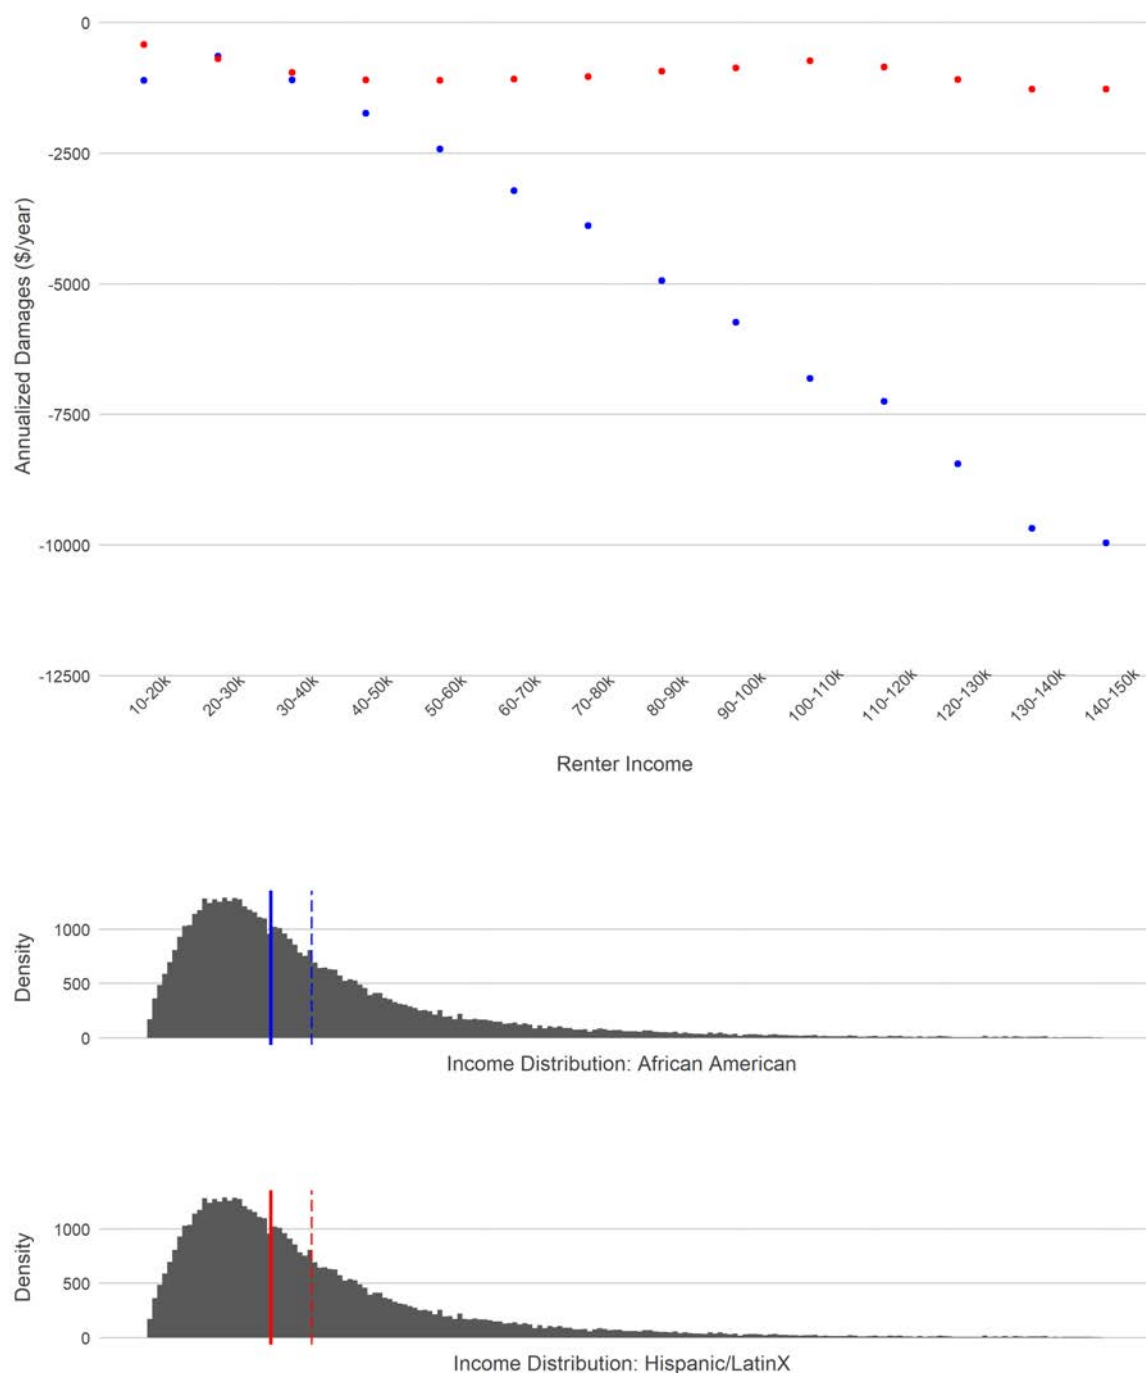 0
-2500
-5000
-7500
-10000
-12500
Annualized Damages ($/year)
10-20k
20-30k
30-40k
40-50k
50-60k
60-70k
70-80k
80-90k
90-100k
100-110k
110-120k
120-130k
130-140k
140-150k
Renter Income
1000
500
0
Density
Income Distribution: African American
1000
500
0
Density
Income Distribution: Hispanic/LatinX